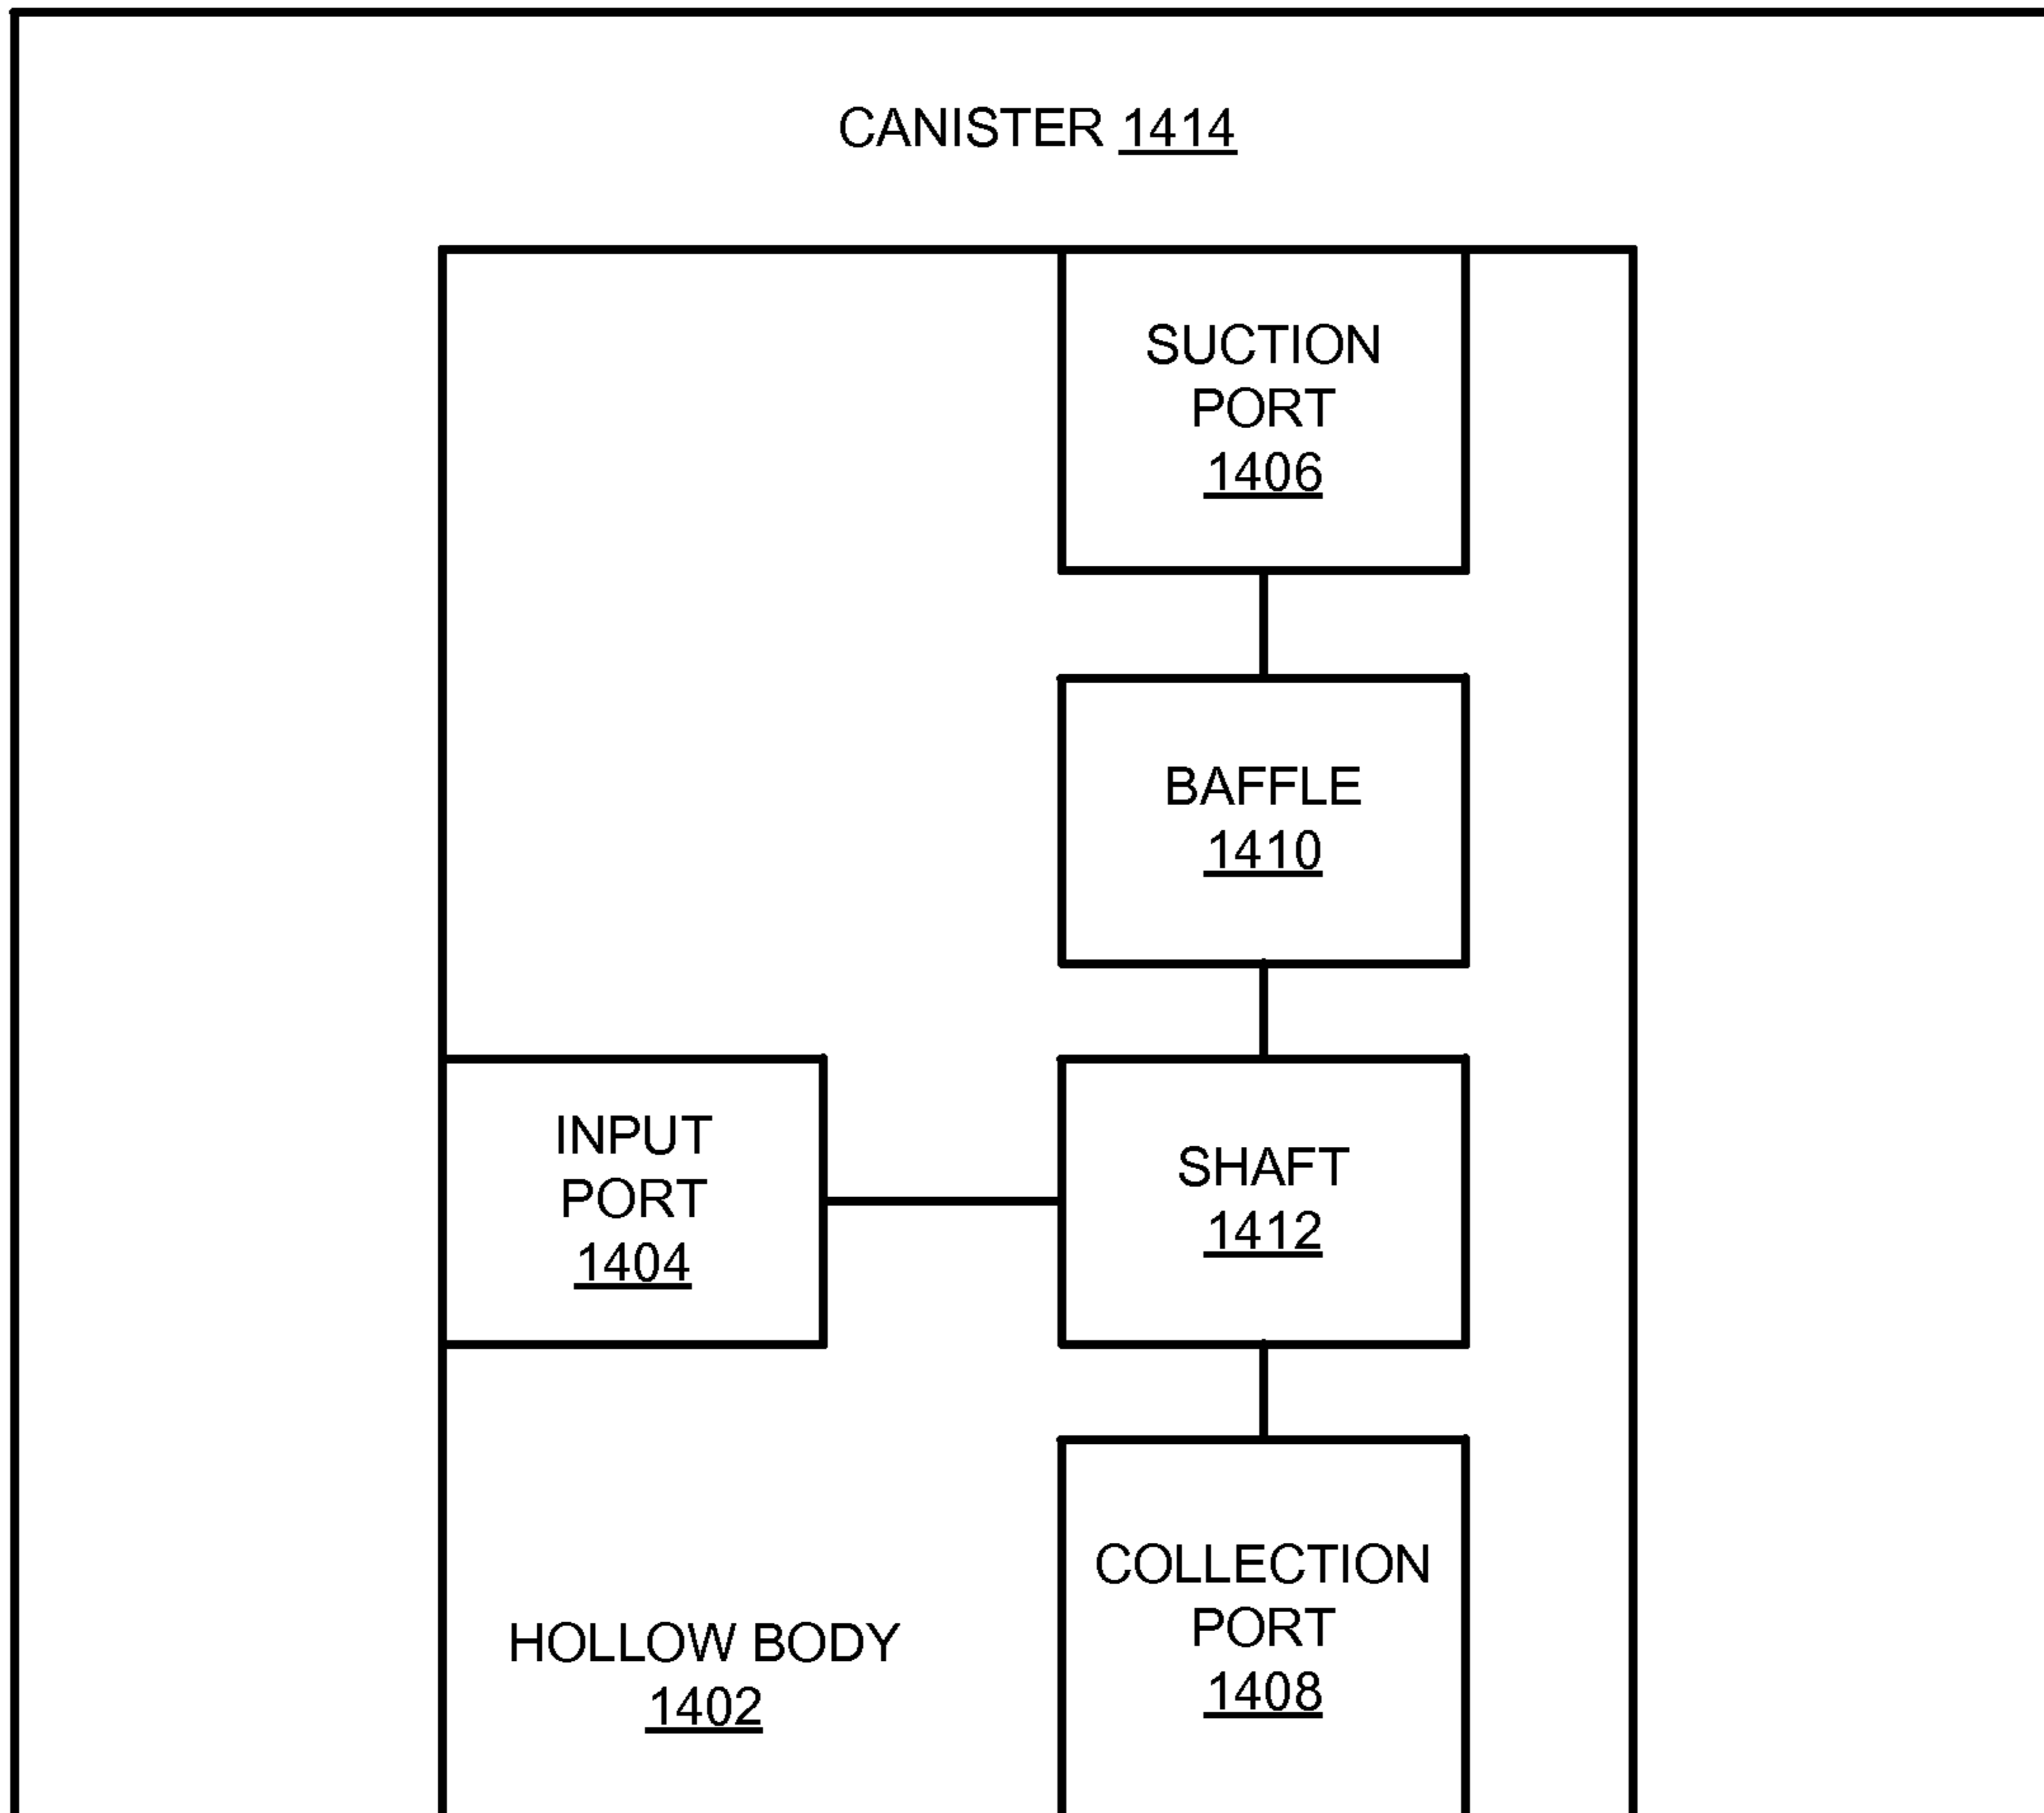 CANISTER 1414
SUCTION
PORT
1406
BAFFLE
1410
INPUT
PORT
1404
SHAFT
1412
COLLECTION
PORT
1408
HOLLOW BODY
1402